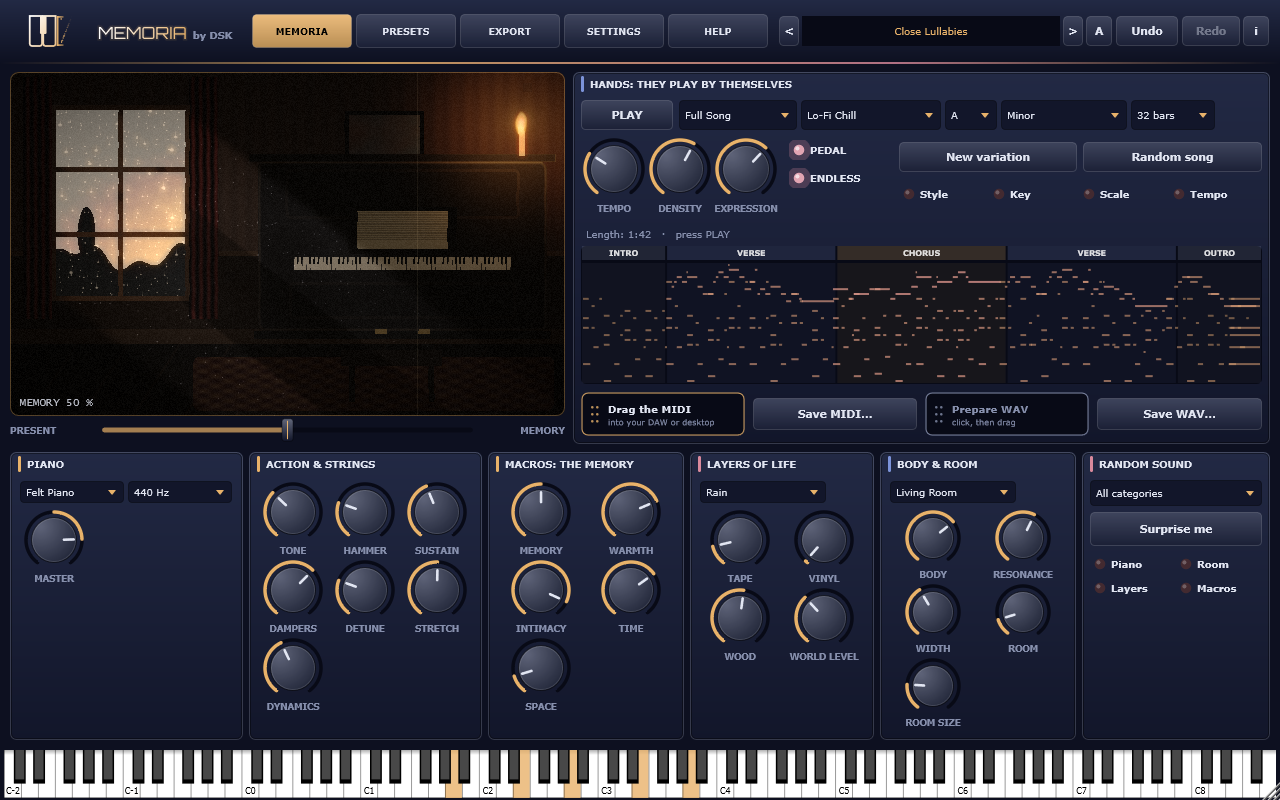 MEMORIA by DSK
MEMORIA
PRESETS
EXPORT
SETTINGS
HELP
<
Close Lullabies
>
A
Undo
Redo
i
MEMORY 50 %
PRESENT
MEMORY
HANDS: THEY PLAY BY THEMSELVES
PLAY
Full Song
Lo-Fi Chill
A
Minor
32 bars
TEMPO
DENSITY
EXPRESSION
PEDAL
ENDLESS
New variation
Random song
Style
Key
Scale
Tempo
Length: 1:42 · press PLAY
INTRO
VERSE
CHORUS
VERSE
OUTRO
Drag the MIDI
into your DAW or desktop
Save MIDI...
Prepare WAV
click, then drag
Save WAV...
PIANO
Felt Piano
440 Hz
MASTER
ACTION & STRINGS
TONE
HAMMER
SUSTAIN
DAMPERS
DETUNE
STRETCH
DYNAMICS
MACROS: THE MEMORY
MEMORY
WARMTH
INTIMACY
TIME
SPACE
LAYERS OF LIFE
Rain
TAPE
VINYL
WOOD
WORLD LEVEL
BODY & ROOM
Living Room
BODY
RESONANCE
WIDTH
ROOM
ROOM SIZE
RANDOM SOUND
All categories
Surprise me
Piano
Room
Layers
Macros
C-2
C-1
C0
C1
C2
C3
C4
C5
C6
C7
C8